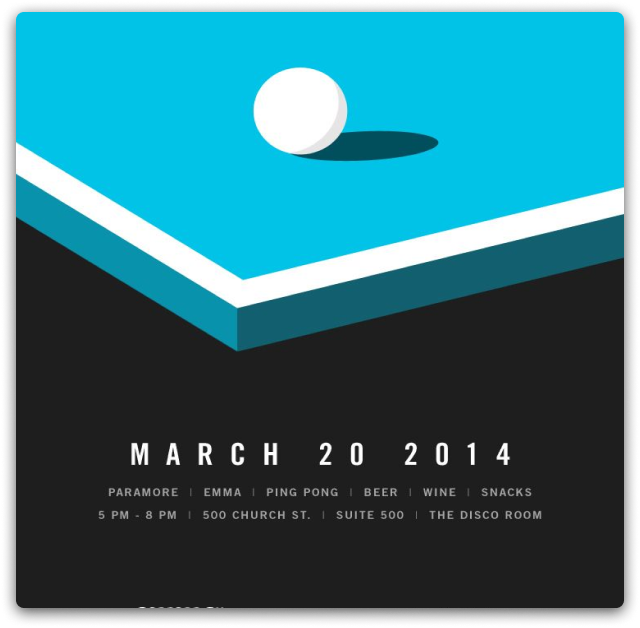 MARCH 20 2014
PARAMORE | EMMA | PING PONG | BEER | WINE | SNACKS
5 PM - 8 PM | 500 CHURCH ST. | SUITE 500 | THE DISCO ROOM